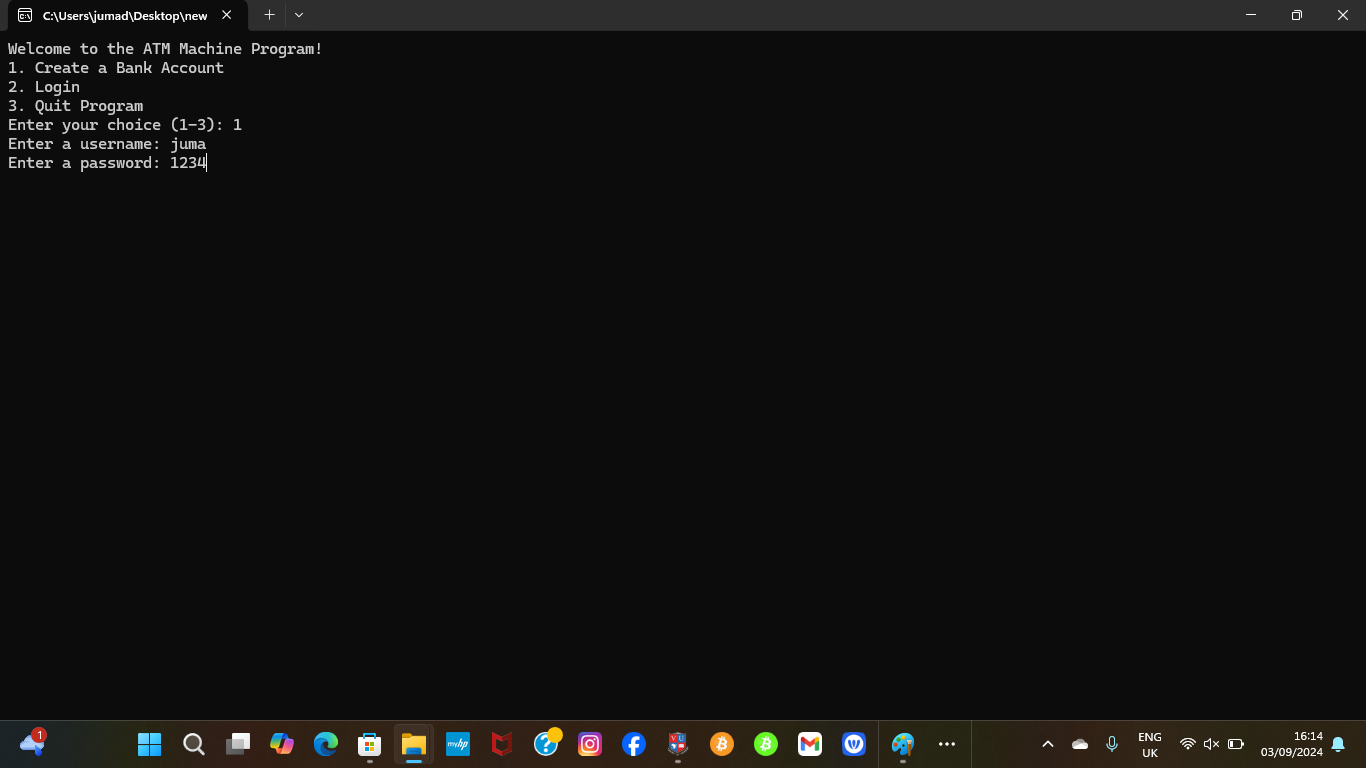 C:\Users\jumad\Desktop\new
Welcome to the ATM Machine Program!
1. Create a Bank Account
2. Login
3. Quit Program
Enter your choice (1-3): 1
Enter a username: juma
Enter a password: 1234
1
myhp
ENG
UK
16:14
03/09/2024